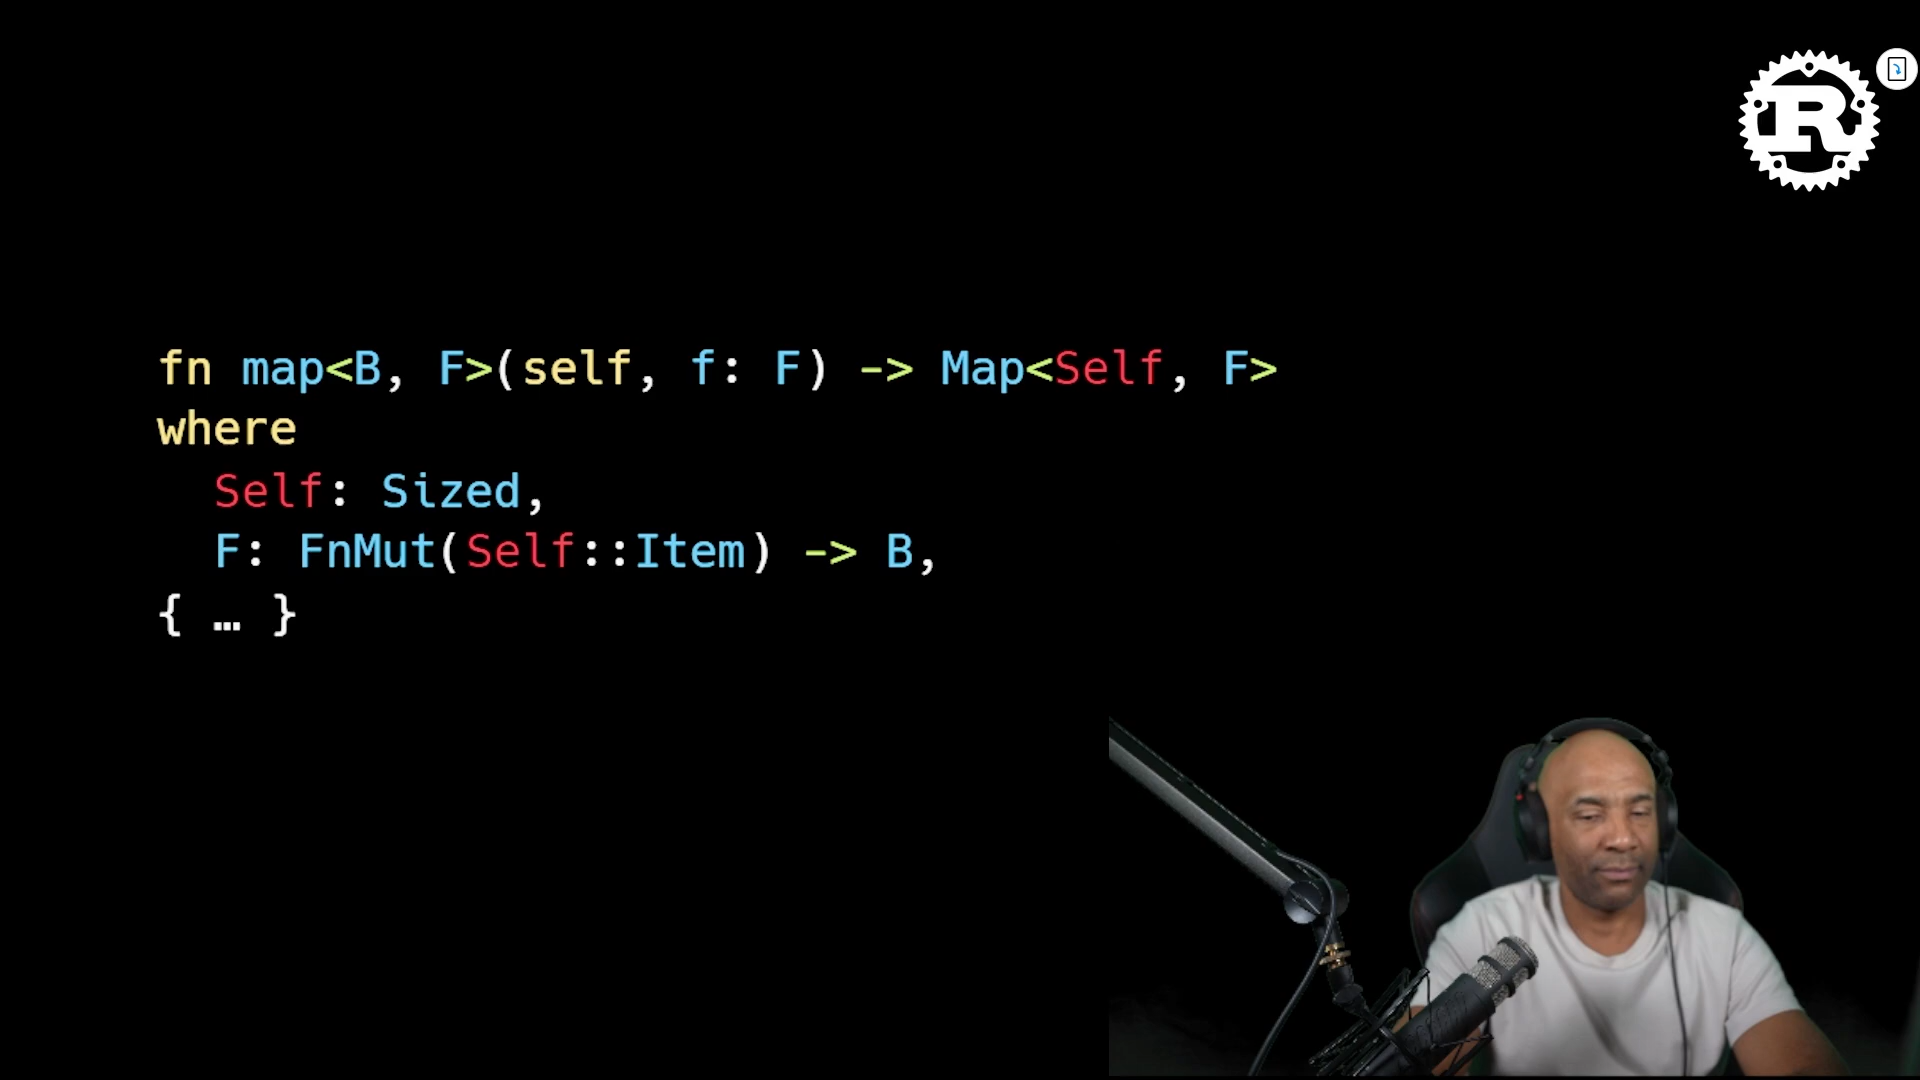 fn map<B, F>(self, f: F) -> Map<Self, F>
where
  Self: Sized,
  F: FnMut(Self::Item) -> B,
{ … }
R